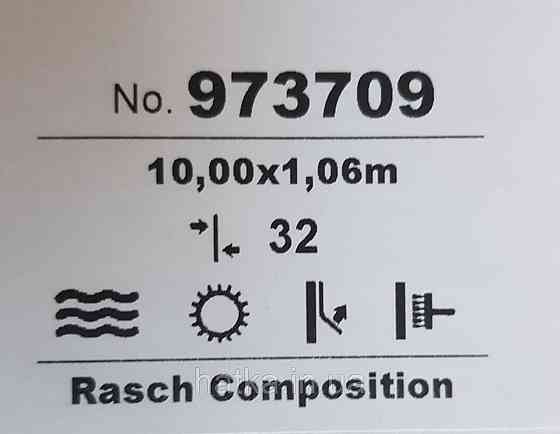 No. 973709
10,00x1,06m
32
Rasch Composition